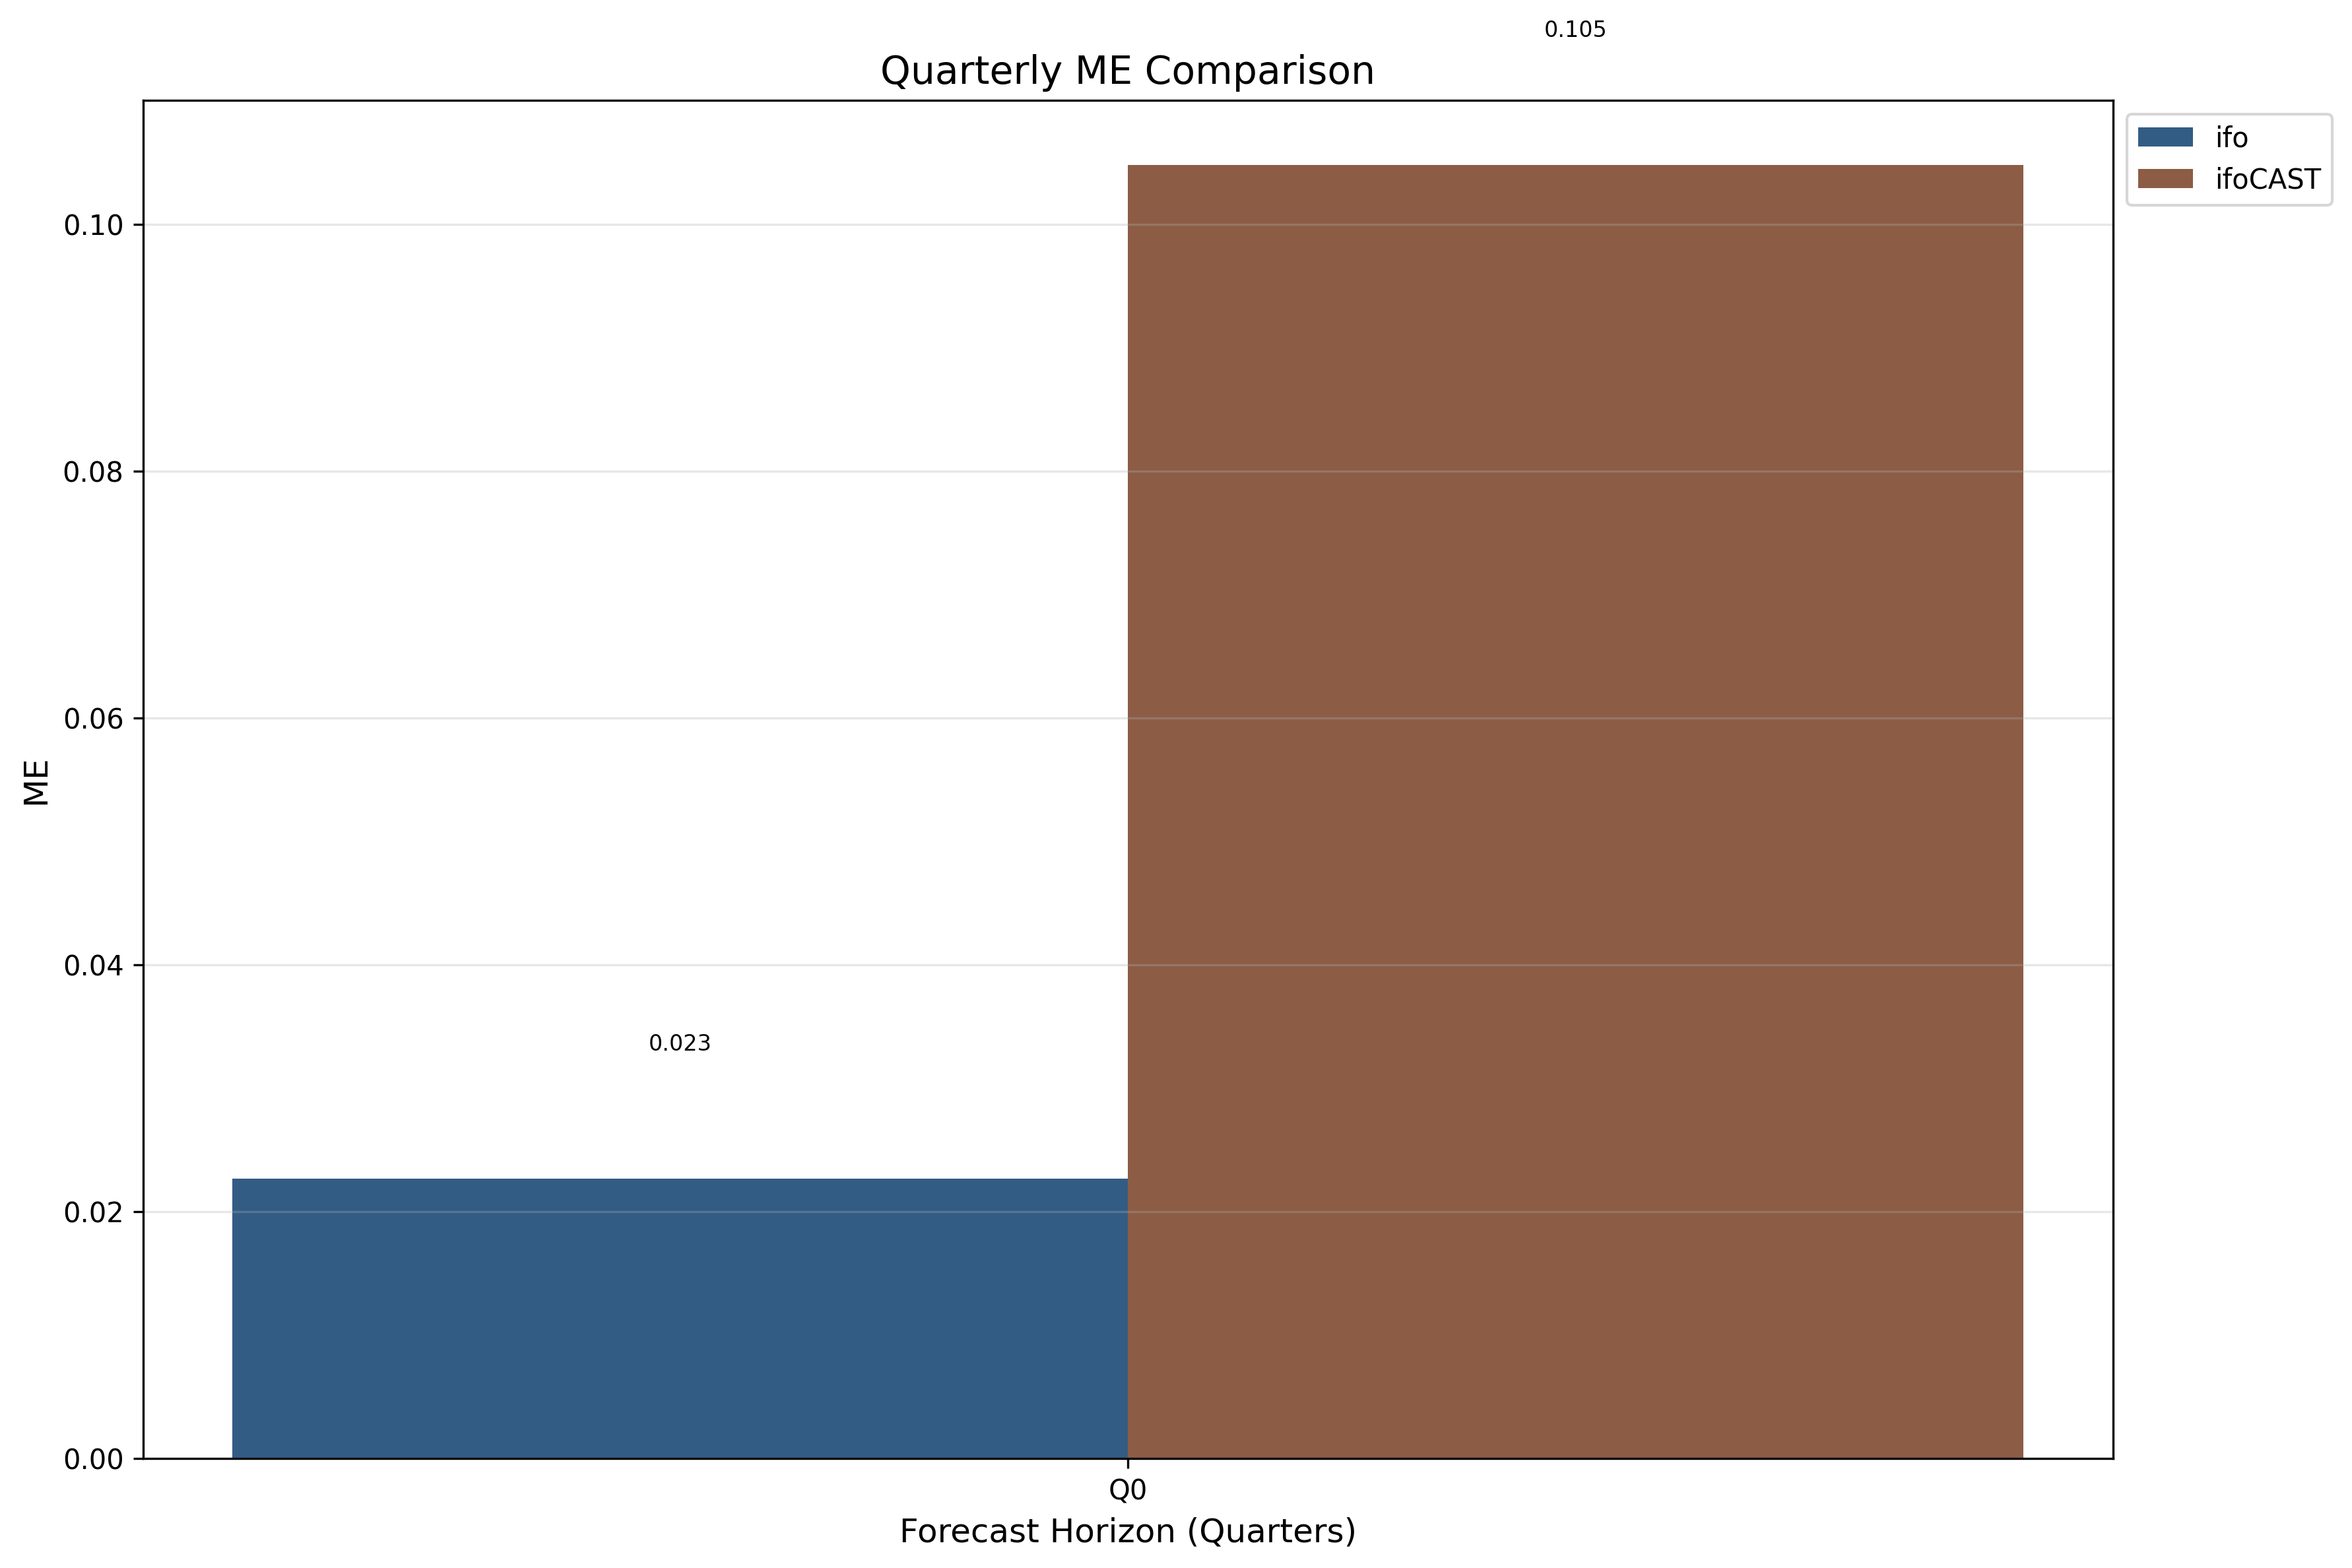 0.105
Quarterly ME Comparison
ifo
ifoCAST
0.10
0.08
0.06
0.04
0.02
0.00
ME
0.023
Q0
Forecast Horizon (Quarters)